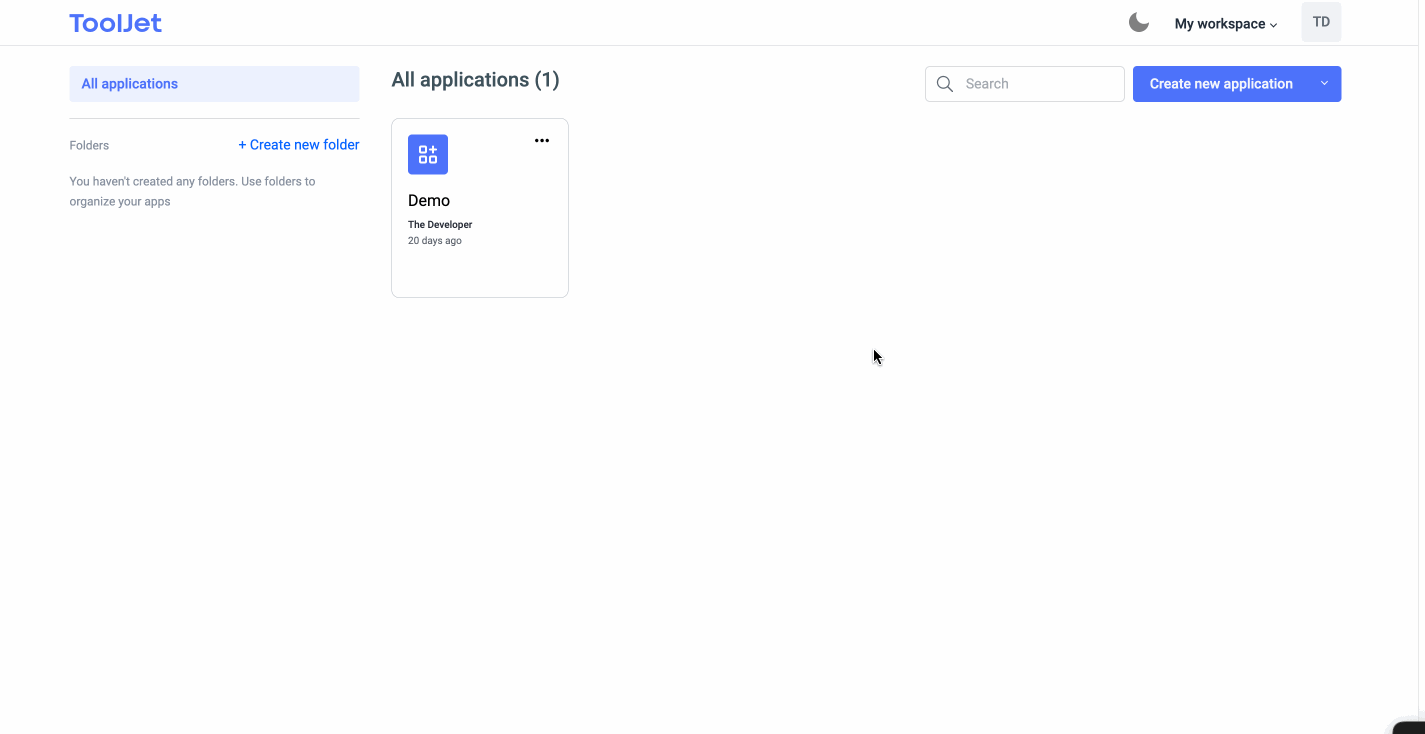 ToolJet
My workspace
TD
All applications
All applications (1)
Search
Create new application
Folders
+ Create new folder
You haven't created any folders. Use folders to
organize your apps
Demo
The Developer
20 days ago